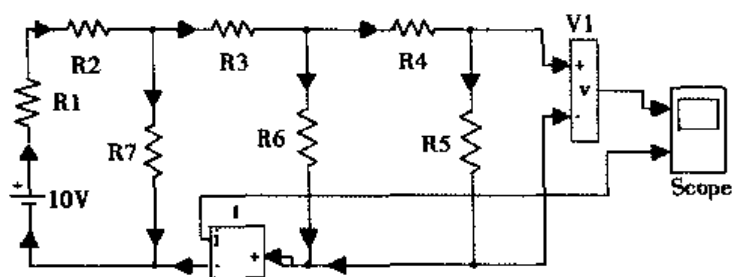 V1
R2
R3
R4
+
v
-
R1
R7
R6
R5
+
10V
i
+
-
Scope